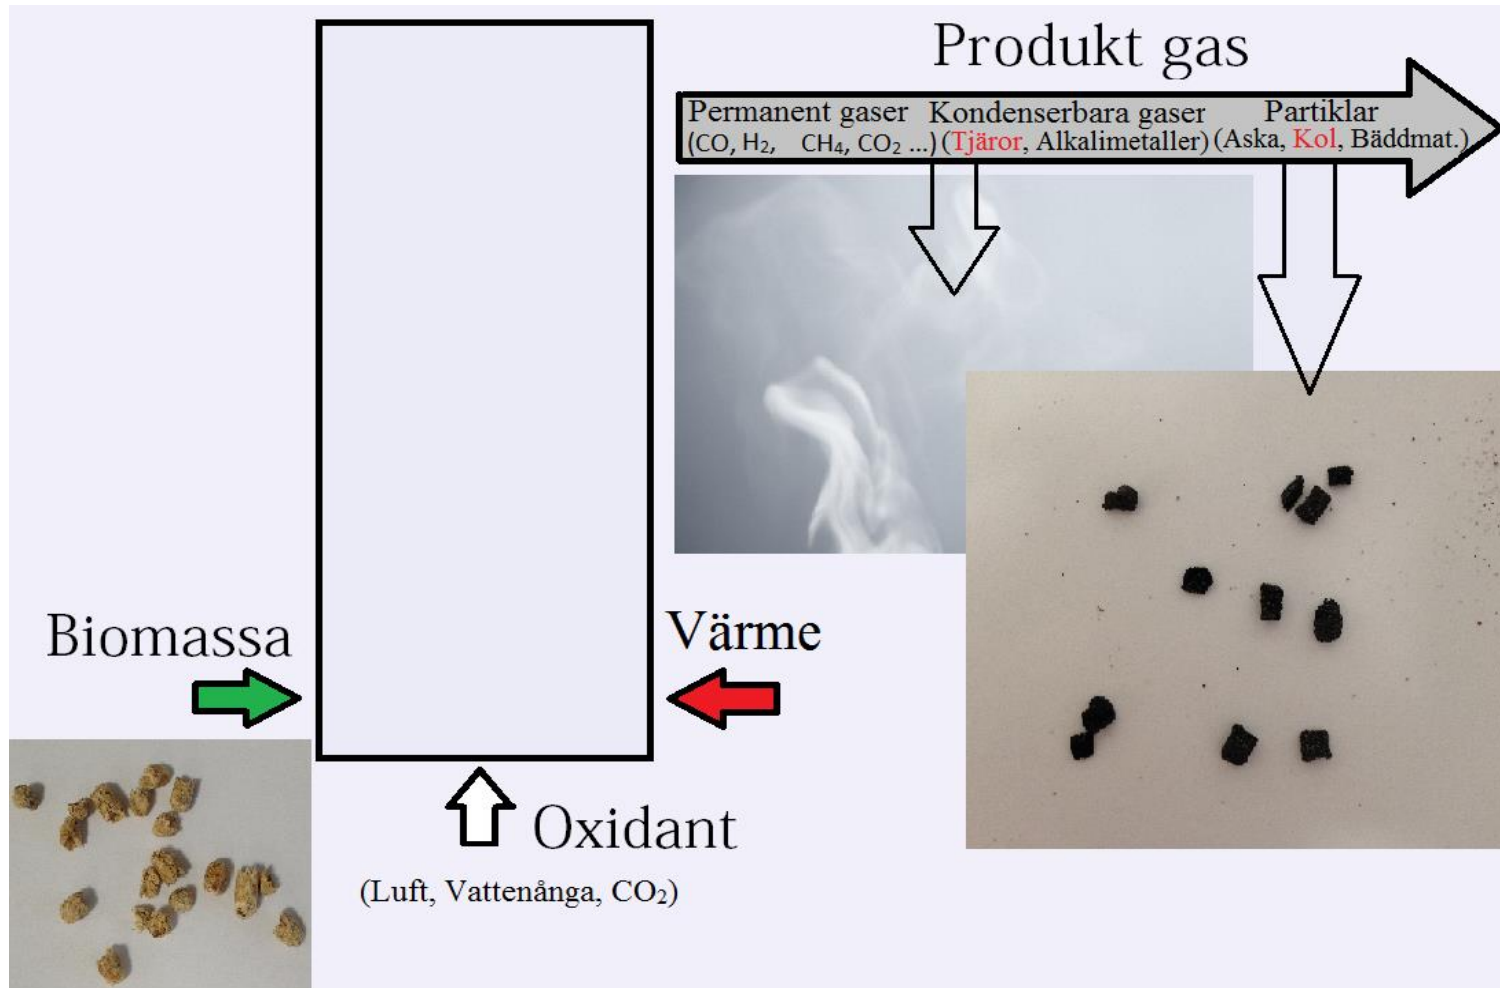 Produkt gas
Permanent gaser Kondenserbara gaser Partiklar
(CO, H₂, CH₄, CO₂ ...) (Tjäror, Alkalimetaller) (Aska, Kol, Bäddmat.)
Biomassa
Värme
Oxidant
(Luft, Vattenånga, CO₂)